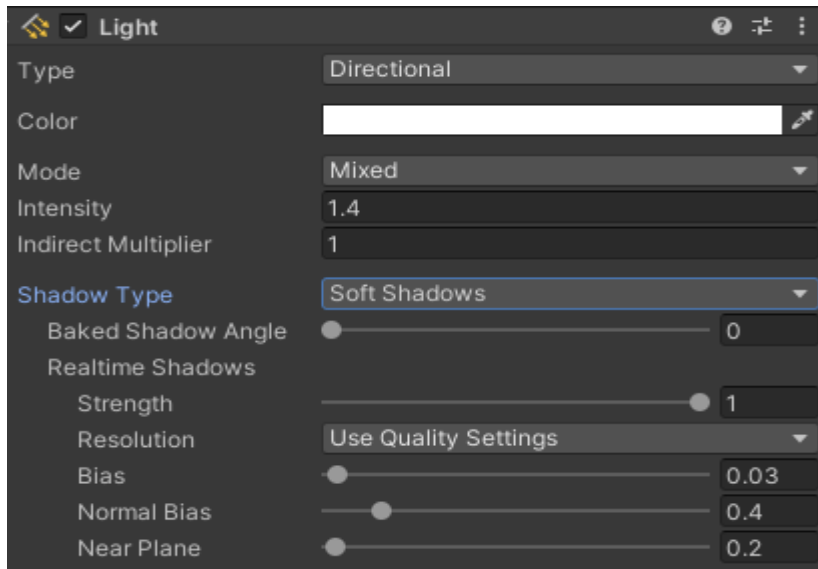 Light
Type Directional
Color
Mode Mixed
Intensity 1.4
Indirect Multiplier 1
Shadow Type Soft Shadows
Baked Shadow Angle 0
Realtime Shadows
Strength 1
Resolution Use Quality Settings
Bias 0.03
Normal Bias 0.4
Near Plane 0.2